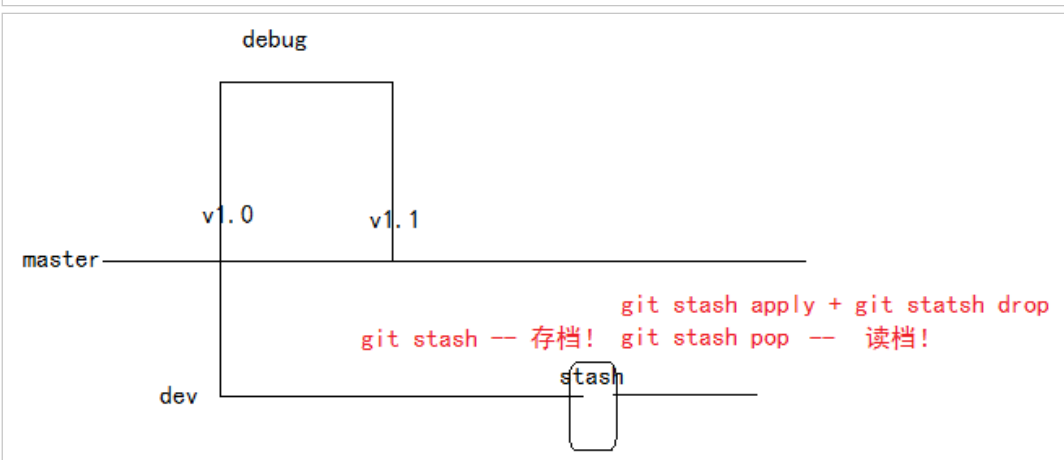 debug
v1.0
v1.1
master
git stash apply + git statsh drop
git stash -- 存档! git stash pop -- 读档!
stash
dev